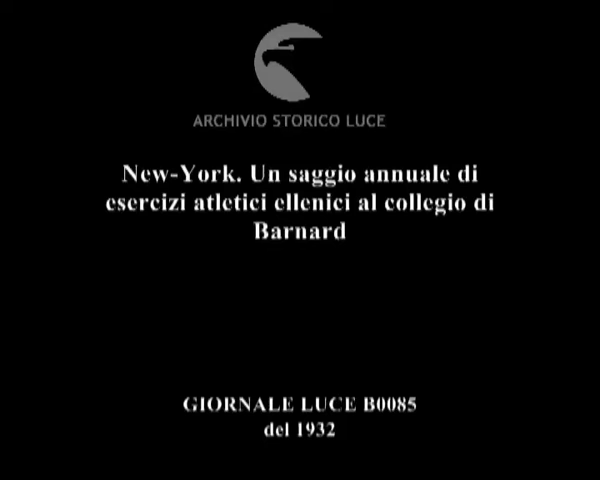 ARCHIVIO STORICO LUCE
New-York. Un saggio annuale di
esercizi atletici ellenici al collegio di
Barnard
GIORNALE LUCE B0085
del 1932